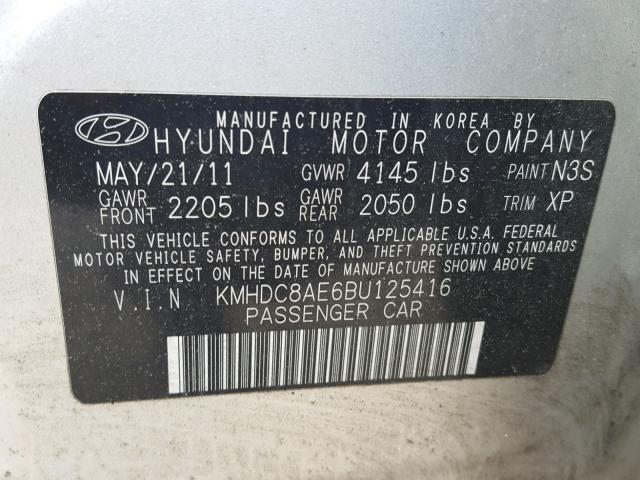 MANUFACTURED IN KOREA BY
HYUNDAI MOTOR COMPANY
MAY/21/11 GVWR 4145 lbs PAINT N3S
GAWR FRONT 2205 lbs GAWR REAR 2050 lbs TRIM XP
THIS VEHICLE CONFORMS TO ALL APPLICABLE U.S.A. FEDERAL
MOTOR VEHICLE SAFETY, BUMPER, AND THEFT PREVENTION STANDARDS
IN EFFECT ON THE DATE OF MANUFACTURE SHOWN ABOVE
V.I.N KMHDC8AE6BU125416
PASSENGER CAR